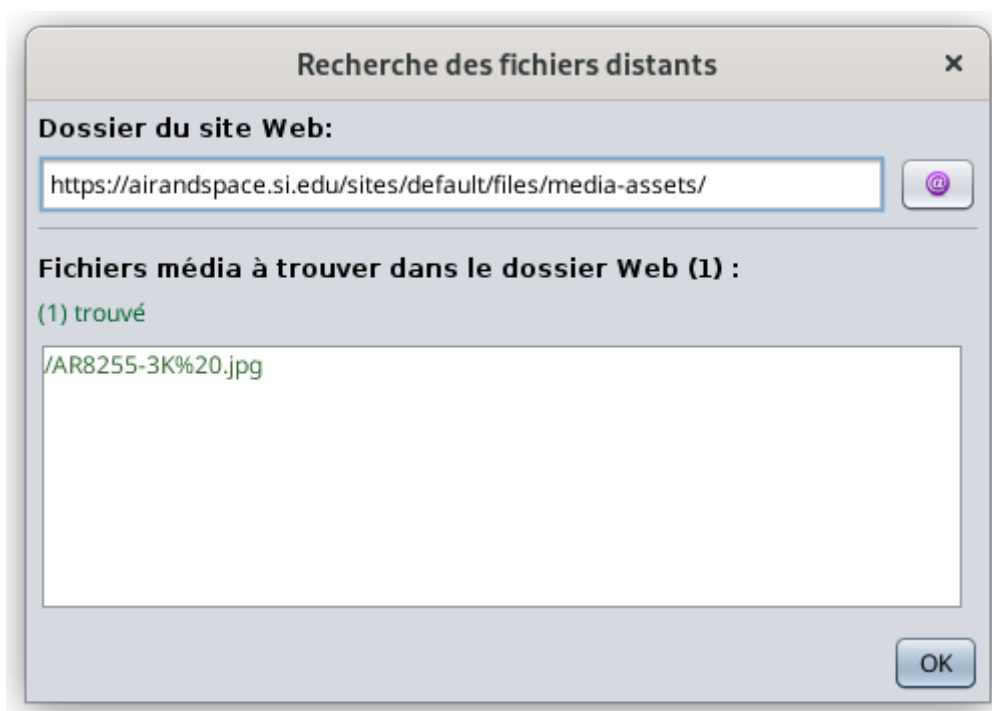 Recherche des fichiers distants
Dossier du site Web:
https://airandspace.si.edu/sites/default/files/media-assets/
@
Fichiers média à trouver dans le dossier Web (1) :
(1) trouvé
/AR8255-3K%20.jpg
OK